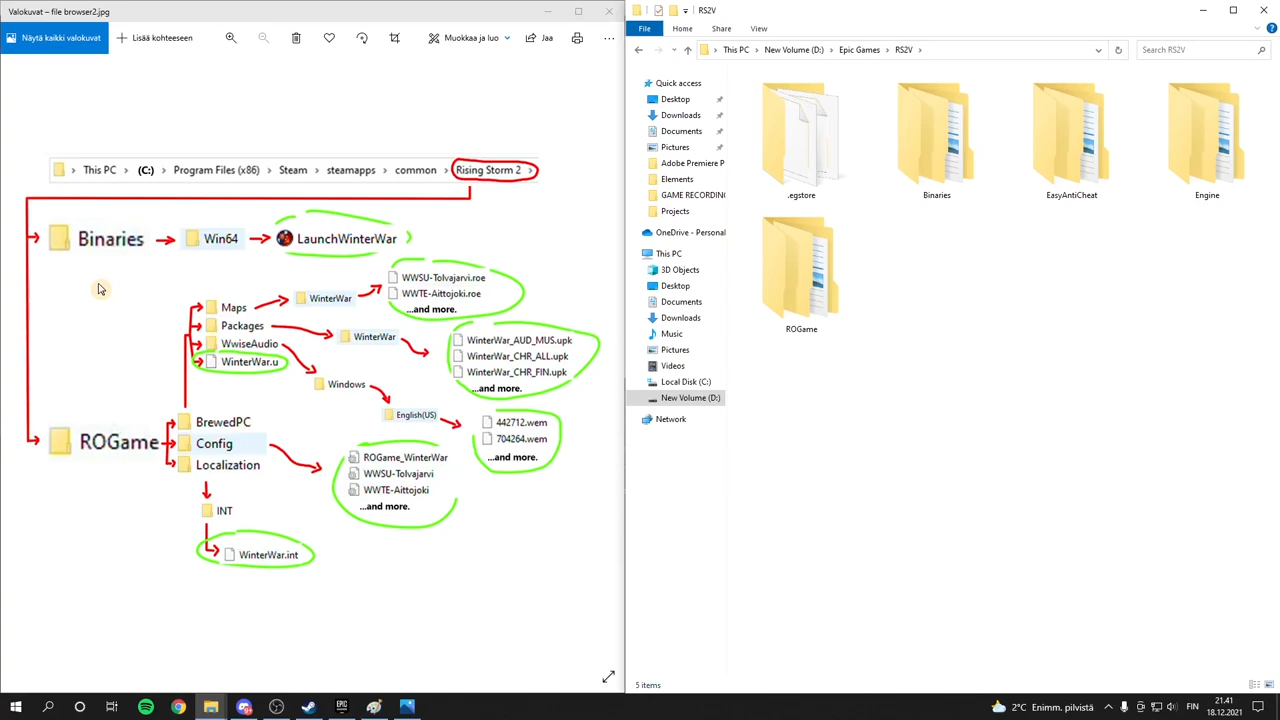 Valokuvat – file browser2.jpg
Näytä kaikki valokuvat
Lisää kohteeseen
Muokkaa ja luo
Jaa
This PC > (C:) > Program Files (x86) > Steam > steamapps > common > Rising Storm 2 >
Binaries
Win64
LaunchWinterWar
WWSU-Tolvajarvi.roe
WWTE-Aittojoki.roe
...and more.
Maps
WinterWar
Packages
WinterWar
WwiseAudio
WinterWar.u
WinterWar_AUD_MUS.upk
WinterWar_CHR_ALL.upk
WinterWar_CHR_FIN.upk
...and more.
Windows
English(US)
442712.wem
704264.wem
...and more.
ROGame
BrewedPC
Config
Localization
ROGame_WinterWar
WWSU-Tolvajarvi
WWTE-Aittojoki
...and more.
INT
WinterWar.int
RS2V
File
Home
Share
View
This PC > New Volume (D:) > Epic Games > RS2V >
Search RS2V
Quick access
Desktop
Downloads
Documents
Pictures
Adobe Premiere P
Elements
GAME RECORDING
Projects
OneDrive - Personal
This PC
3D Objects
Desktop
Documents
Downloads
Music
Pictures
Videos
Local Disk (C:)
New Volume (D:)
Network
.egstore
Binaries
EasyAntiCheat
Engine
ROGame
5 items
EPIC
2°C Enimm. pilvistä
FIN
21.41
18.12.2021